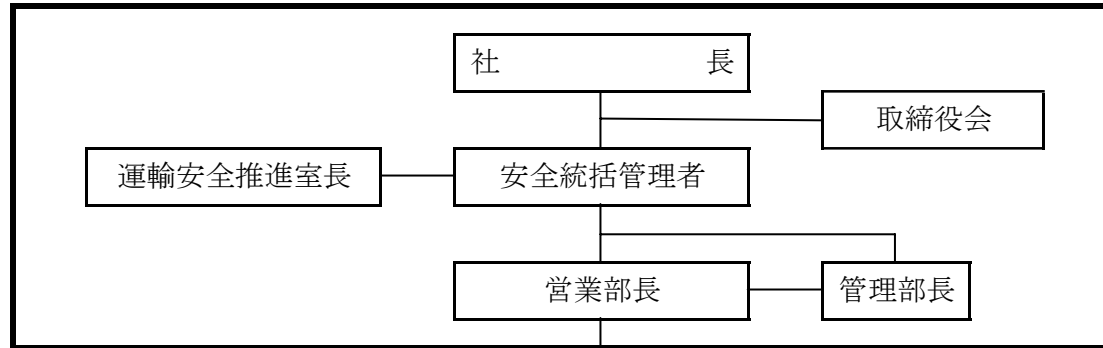 社　　　　　長
取締役会
運輸安全推進室長
安全統括管理者
営業部長
管理部長